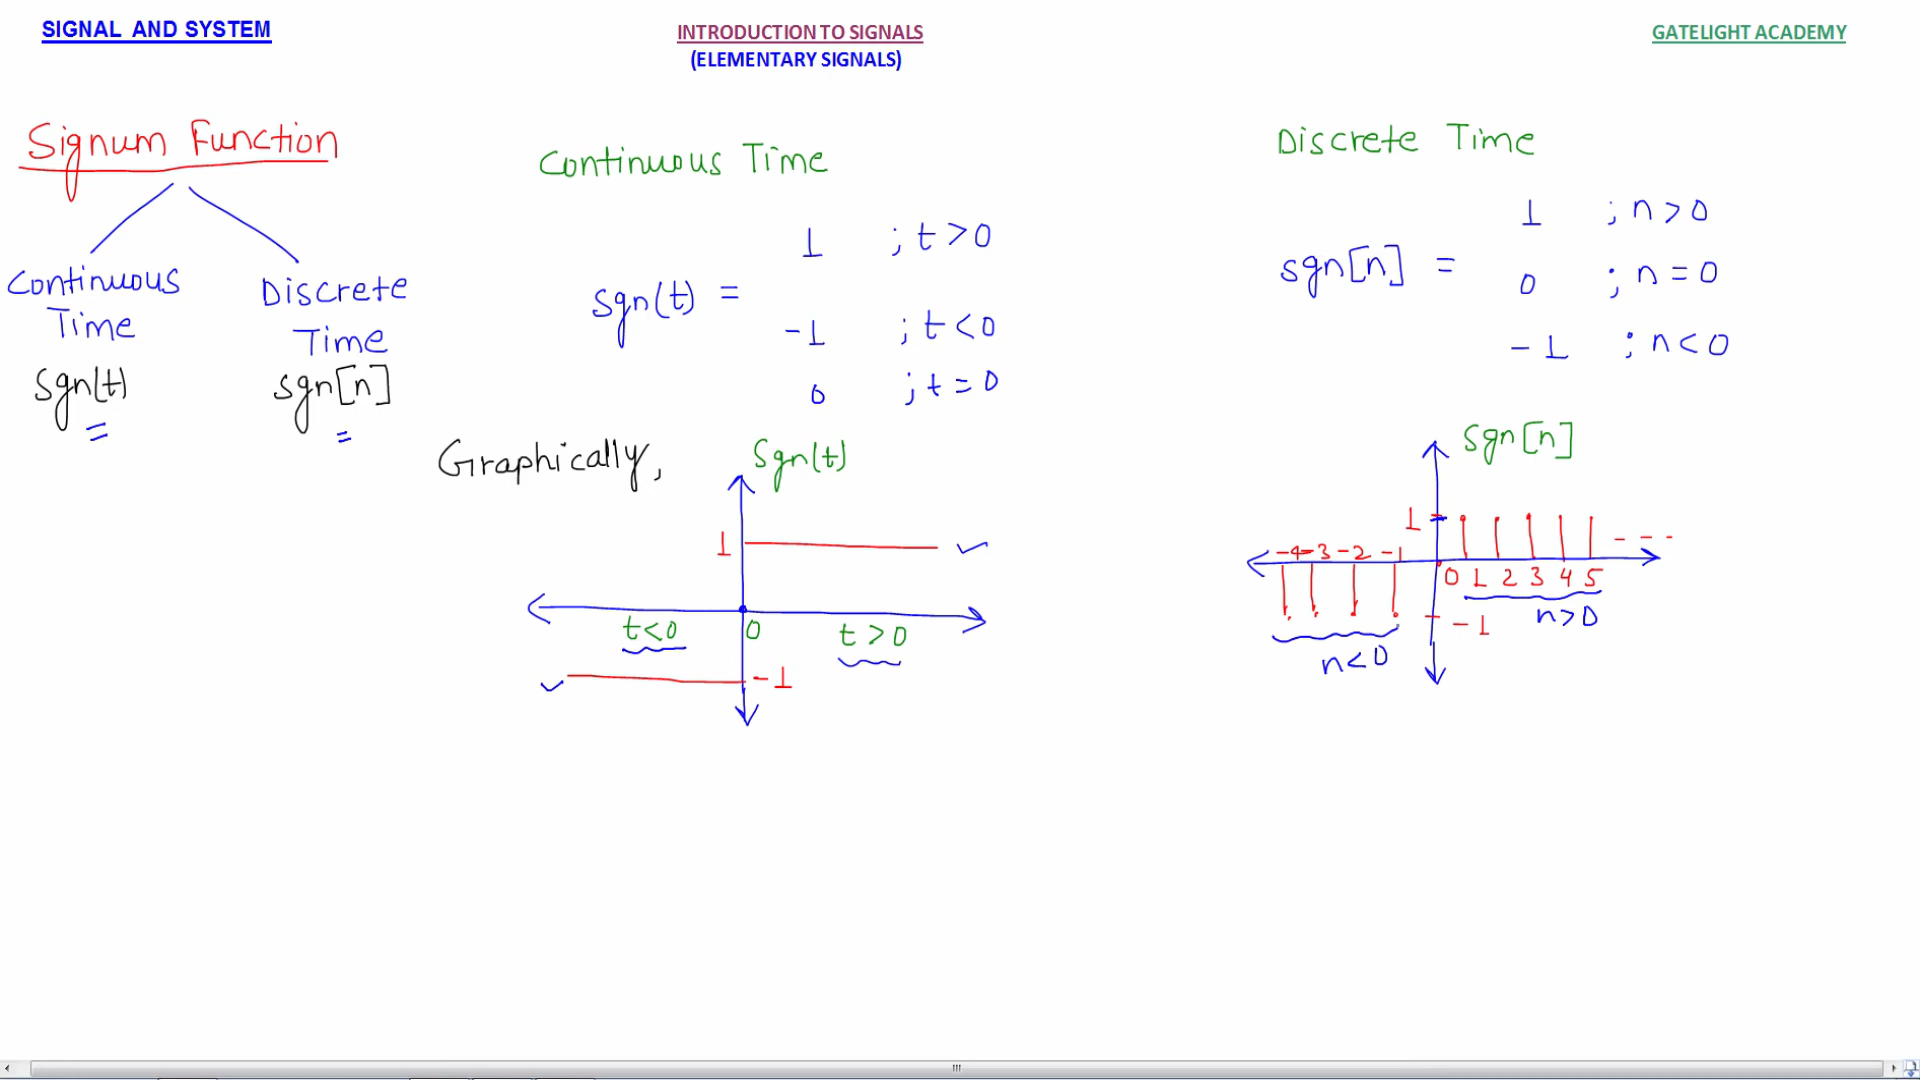 SIGNAL AND SYSTEM
INTRODUCTION TO SIGNALS
(ELEMENTARY SIGNALS)
GATELIGHT ACADEMY
Signum Function
Continuous
Time
Sgn(t)
=
Discrete
Time
sgn[n]
=
Continuous Time
1 ; t > 0
sgn(t) =
-1 ; t < 0
0 ; t = 0
Graphically,
Sgn(t)
1
t<0 0 t > 0
-1
Discrete Time
1 ; n > 0
sgn[n] =
0 ; n = 0
-1 ; n < 0
Sgn[n]
1
-4 -3 -2 -1
0 1 2 3 4 5
-1
n>0
n<0